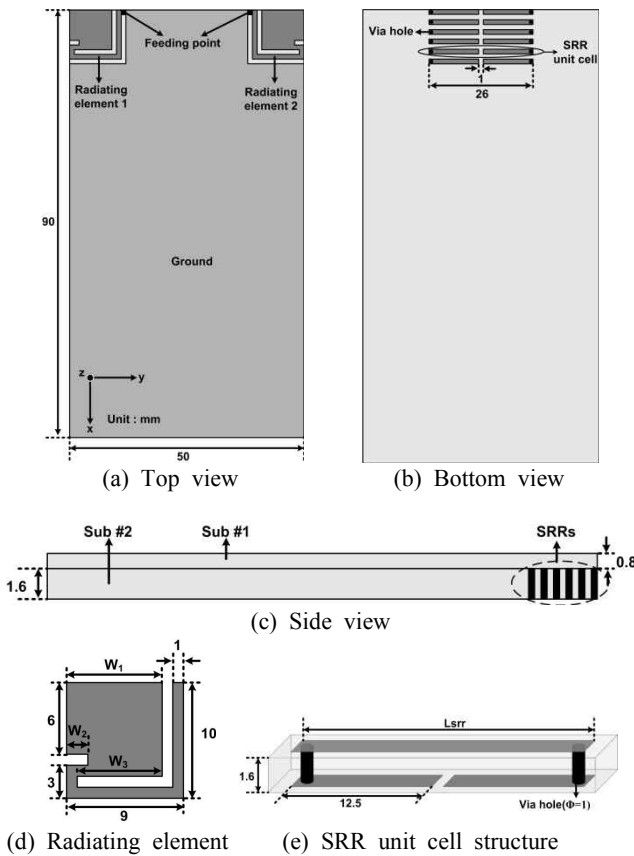 Feeding point
Via hole
SRR
unit cell
Radiating
element 1
Radiating
element 2
1
26
90
Ground
z
y
x
Unit : mm
50
(a) Top view
(b) Bottom view
Sub #2
Sub #1
SRRs
1.6
0.8
(c) Side view
1
W1
6
W2
W3
10
3
9
Lsrr
1.6
12.5
Via hole(Φ=1)
(d) Radiating element
(e) SRR unit cell structure